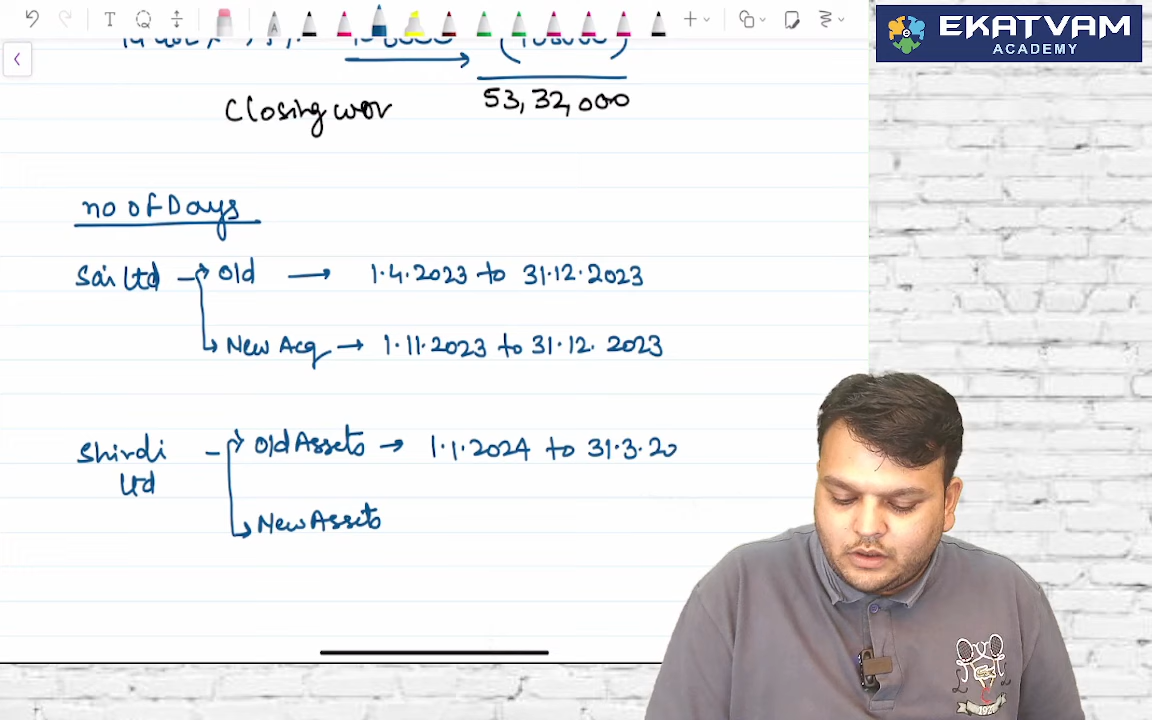 EKATVAM
ACADEMY
Closing WDV 53,32,000
no of Days
Sai Ltd → Old → 1.4.2023 to 31.12.2023
→ New Acq → 1.11.2023 to 31.12.2023
Shirdi Ltd → Old Assets → 1.1.2024 to 31.3.20
→ New Assets